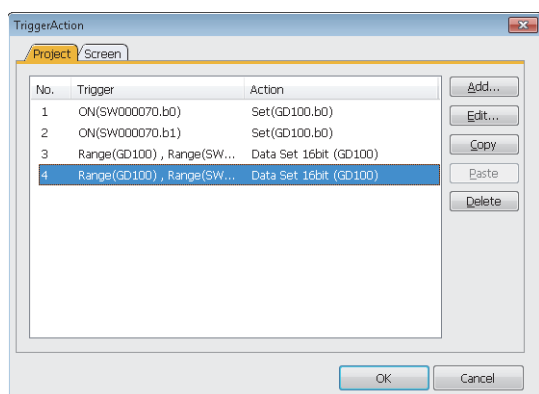 TriggerAction
Project Screen
No. Trigger Action
1 ON(SW000070.b0) Set(GD100.b0)
2 ON(SW000070.b1) Set(GD100.b0)
3 Range(GD100) , Range(SW... Data Set 16bit (GD100)
4 Range(GD100) , Range(SW... Data Set 16bit (GD100)
Add...
Edit...
Copy
Paste
Delete
OK Cancel